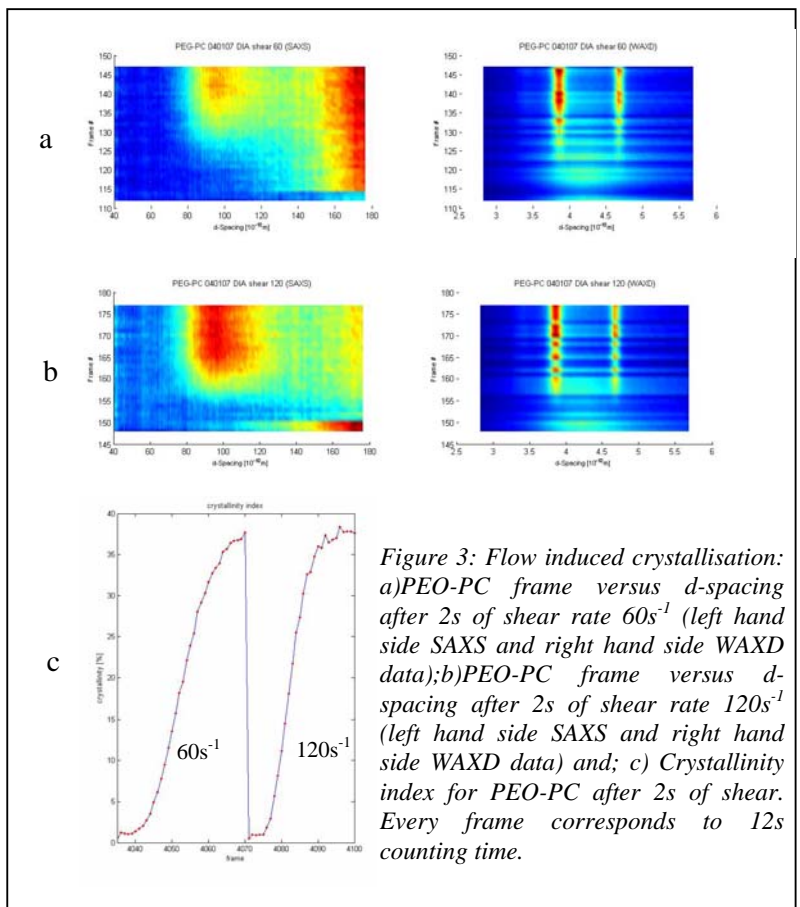 PEG-PC 040107 DIA shear 60 (SAXS)
150
145
140
135
130
125
120
115
110
Frame #
40 60 80 100 120 140 160 180
d-Spacing [10⁻¹⁰m]
PEG-PC 040107 DIA shear 60 (WAXD)
150
145
140
135
130
125
120
115
110
Frame #
2.5 3 3.5 4 4.5 5 5.5 6
d-Spacing [10⁻¹⁰m]
a
PEG-PC 040107 DIA shear 120 (SAXS)
180
175
170
165
160
155
150
145
Frame #
40 60 80 100 120 140 160 180
d-Spacing [10⁻¹⁰m]
PEG-PC 040107 DIA shear 120 (WAXD)
180
175
170
165
160
155
150
145
Frame #
2.5 3 3.5 4 4.5 5 5.5 6
d-Spacing [10⁻¹⁰m]
b
crystallinity index
40
35
30
25
20
15
10
5
0
crystallinity [%]
60s⁻¹ 120s⁻¹
4040 4050 4060 4070 4080 4090 4100
frame
c
Figure 3: Flow induced crystallisation:
a)PEO-PC frame versus d-spacing
after 2s of shear rate 60s⁻¹ (left hand
side SAXS and right hand side WAXD
data);b)PEO-PC frame versus d-
spacing after 2s of shear rate 120s⁻¹
(left hand side SAXS and right hand
side WAXD data) and; c) Crystallinity
index for PEO-PC after 2s of shear.
Every frame corresponds to 12s
counting time.